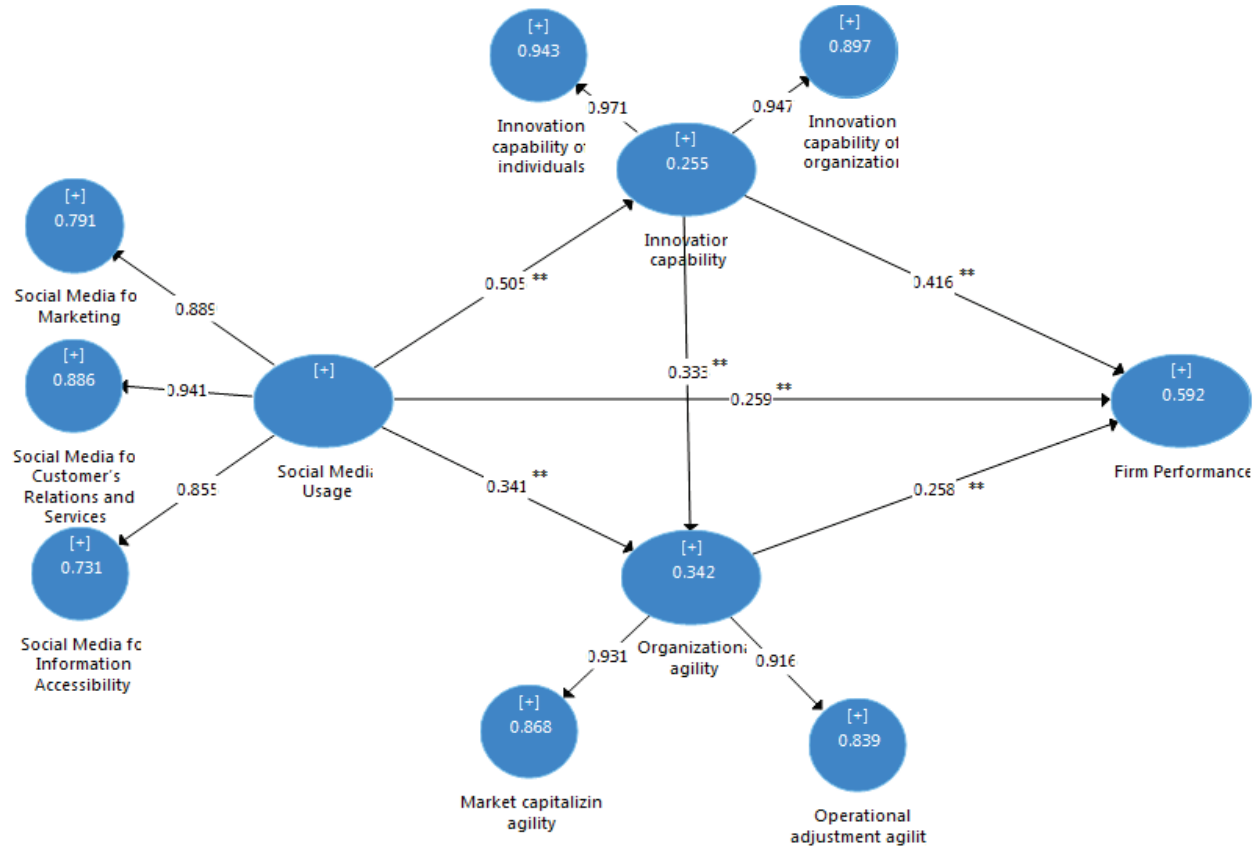 [+]
0.943
Innovation
capability of
individuals
[+]
0.897
Innovation
capability of
organization
0.971
0.947
[+]
0.255
Innovation
capability
[+]
0.791
Social Media fo
Marketing
0.889
0.505 **
0.416 **
[+]
0.886
Social Media fo
Customer's
Relations and
Services
0.941
[+]
Social Media
Usage
0.333 **
0.259 **
[+]
0.592
Firm Performance
0.855
0.341 **
0.258 **
[+]
0.731
Social Media fc
Information
Accessibility
[+]
0.342
Organizationa
agility
0.931
0.916
[+]
0.868
Market capitalizin
agility
[+]
0.839
Operational
adjustment agilit